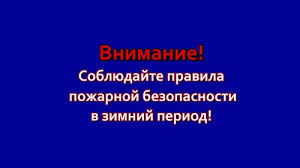 Внимание!
Соблюдайте правила
пожарной безопасности
в зимний период!